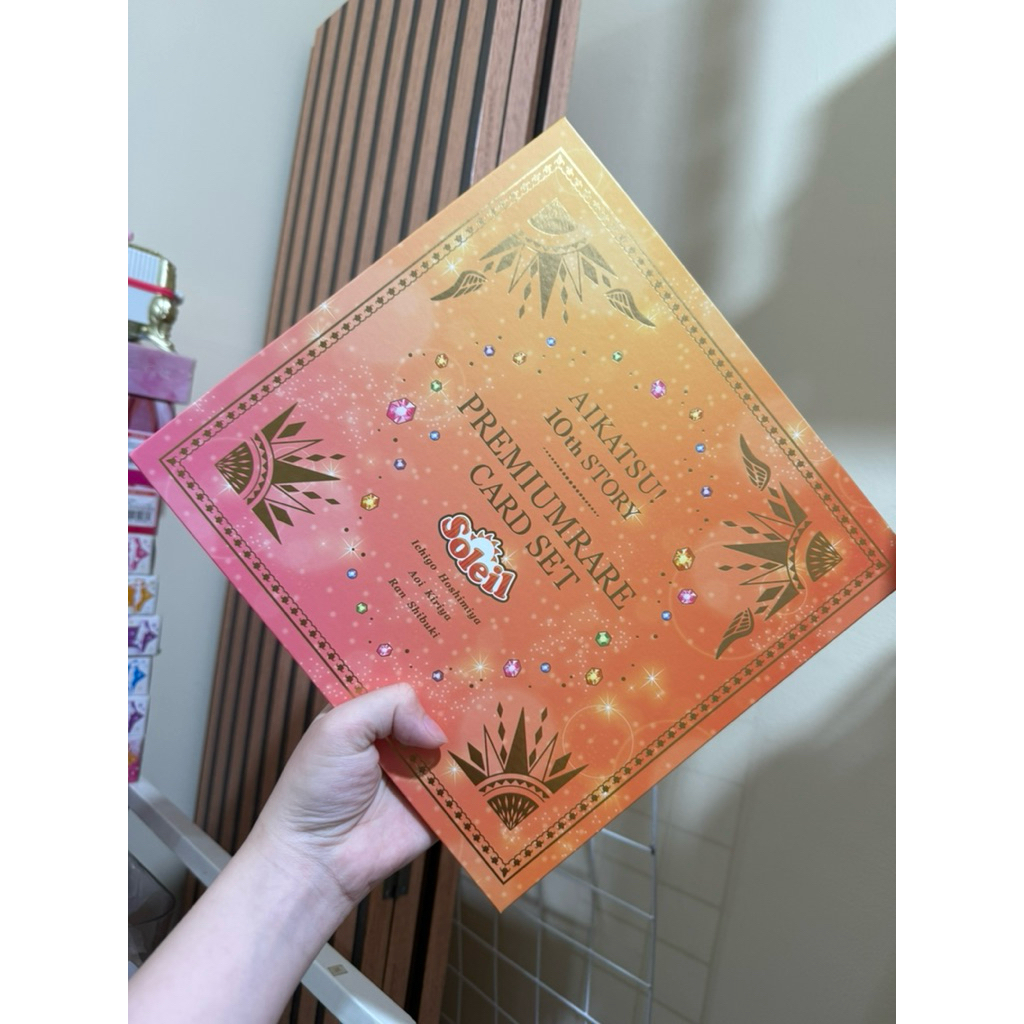 AIKATSU!
10th STORY
PREMIUMRARE
CARD SET
Soleil
Ichigo Hoshimiya
Aoi Kiriya
Ran Shibuki